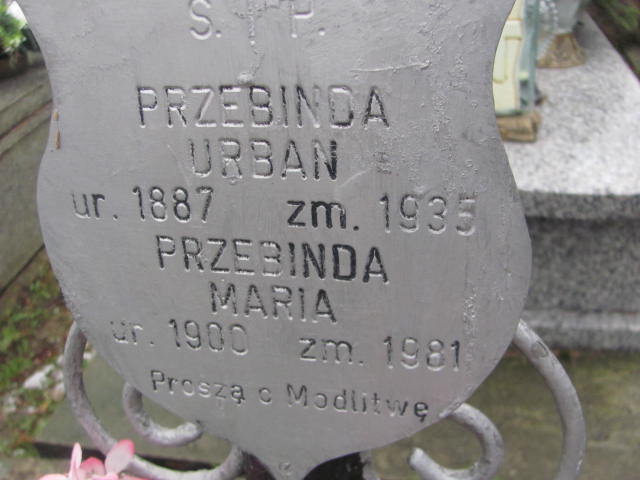 S. † P.
PRZEBINDA
URBAN
ur. 1887 zm. 1935
PRZEBINDA
MARIA
ur. 1900 zm. 1981
Proszą o Modlitwę